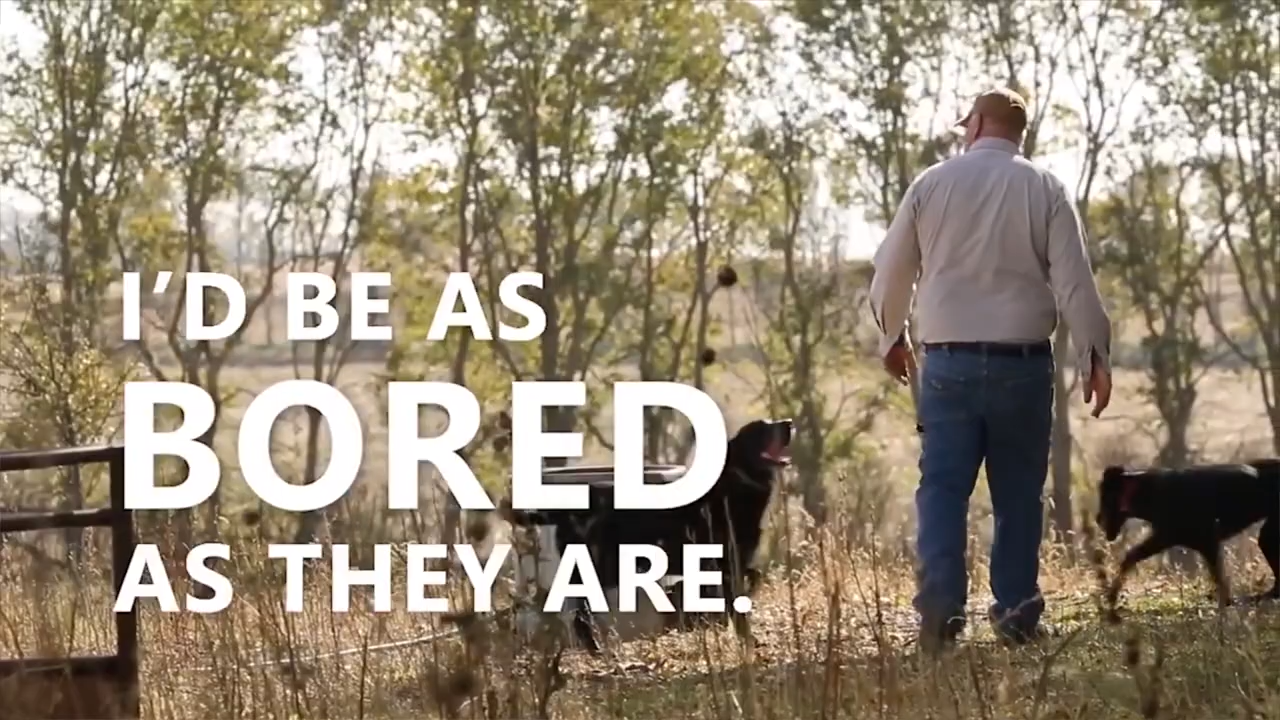 I’D BE AS
BORED
AS THEY ARE.